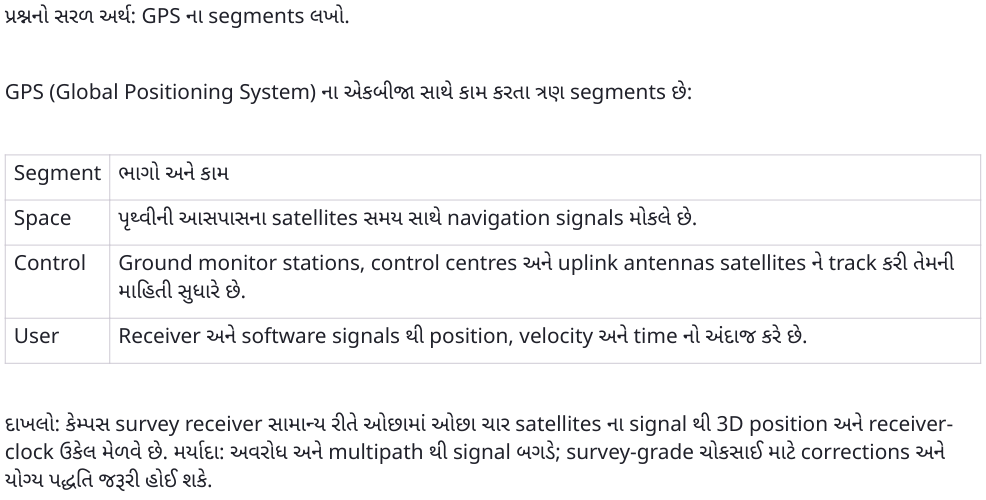 પ્રશ્નનો સરળ અર્થ: GPS ના segments લખો.
GPS (Global Positioning System) ના એકબીજા સાથે કામ કરતા ત્રણ segments છે:
Segment ભાગો અને કામ
Space પૃથ્વીની આસપાસના satellites સમય સાથે navigation signals મોકલે છે.
Control Ground monitor stations, control centres અને uplink antennas satellites ને track કરી તેમની
માહિતી સુધારે છે.
User Receiver અને software signals થી position, velocity અને time નો અંદાજ કરે છે.
દાખલો: કેમ્પસ survey receiver સામાન્ય રીતે ઓછામાં ઓછા ચાર satellites ના signal થી 3D position અને receiver-
clock ઉકેલ મેળવે છે. મર્યાદા: અવરોધ અને multipath થી signal બગડે; survey-grade ચોકસાઈ માટે corrections અને
યોગ્ય પદ્ધતિ જરૂરી હોઈ શકે.